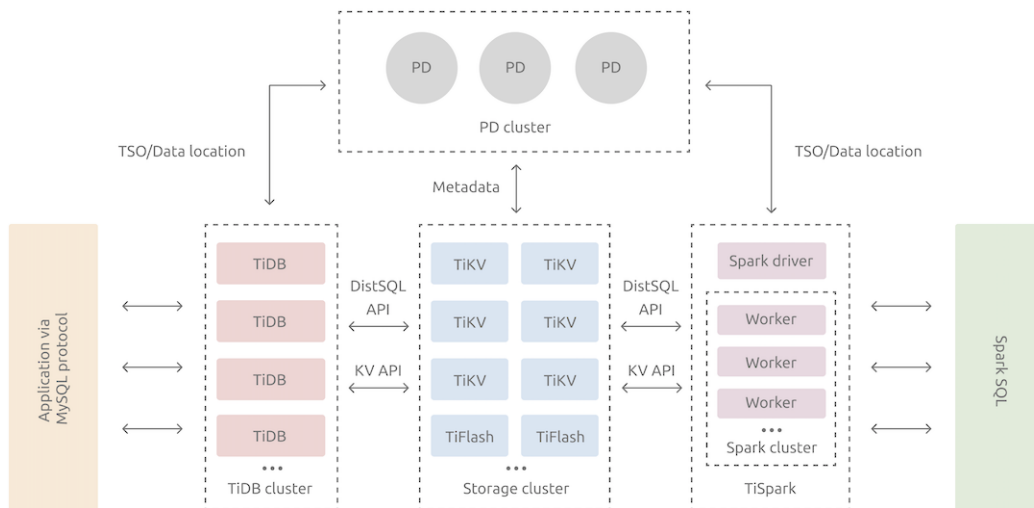 PD PD PD
PD cluster
TSO/Data location
TSO/Data location
Metadata
Application via
MySQL protocol
TiDB
TiDB
TiDB
TiDB
•••
TiDB cluster
DistSQL
API
KV API
TiKV TiKV
TiKV TiKV
TiKV TiKV
TiFlash TiFlash
•••
Storage cluster
DistSQL
API
KV API
Spark driver
Worker
Worker
Worker
•••
Spark cluster
TiSpark
Spark SQL